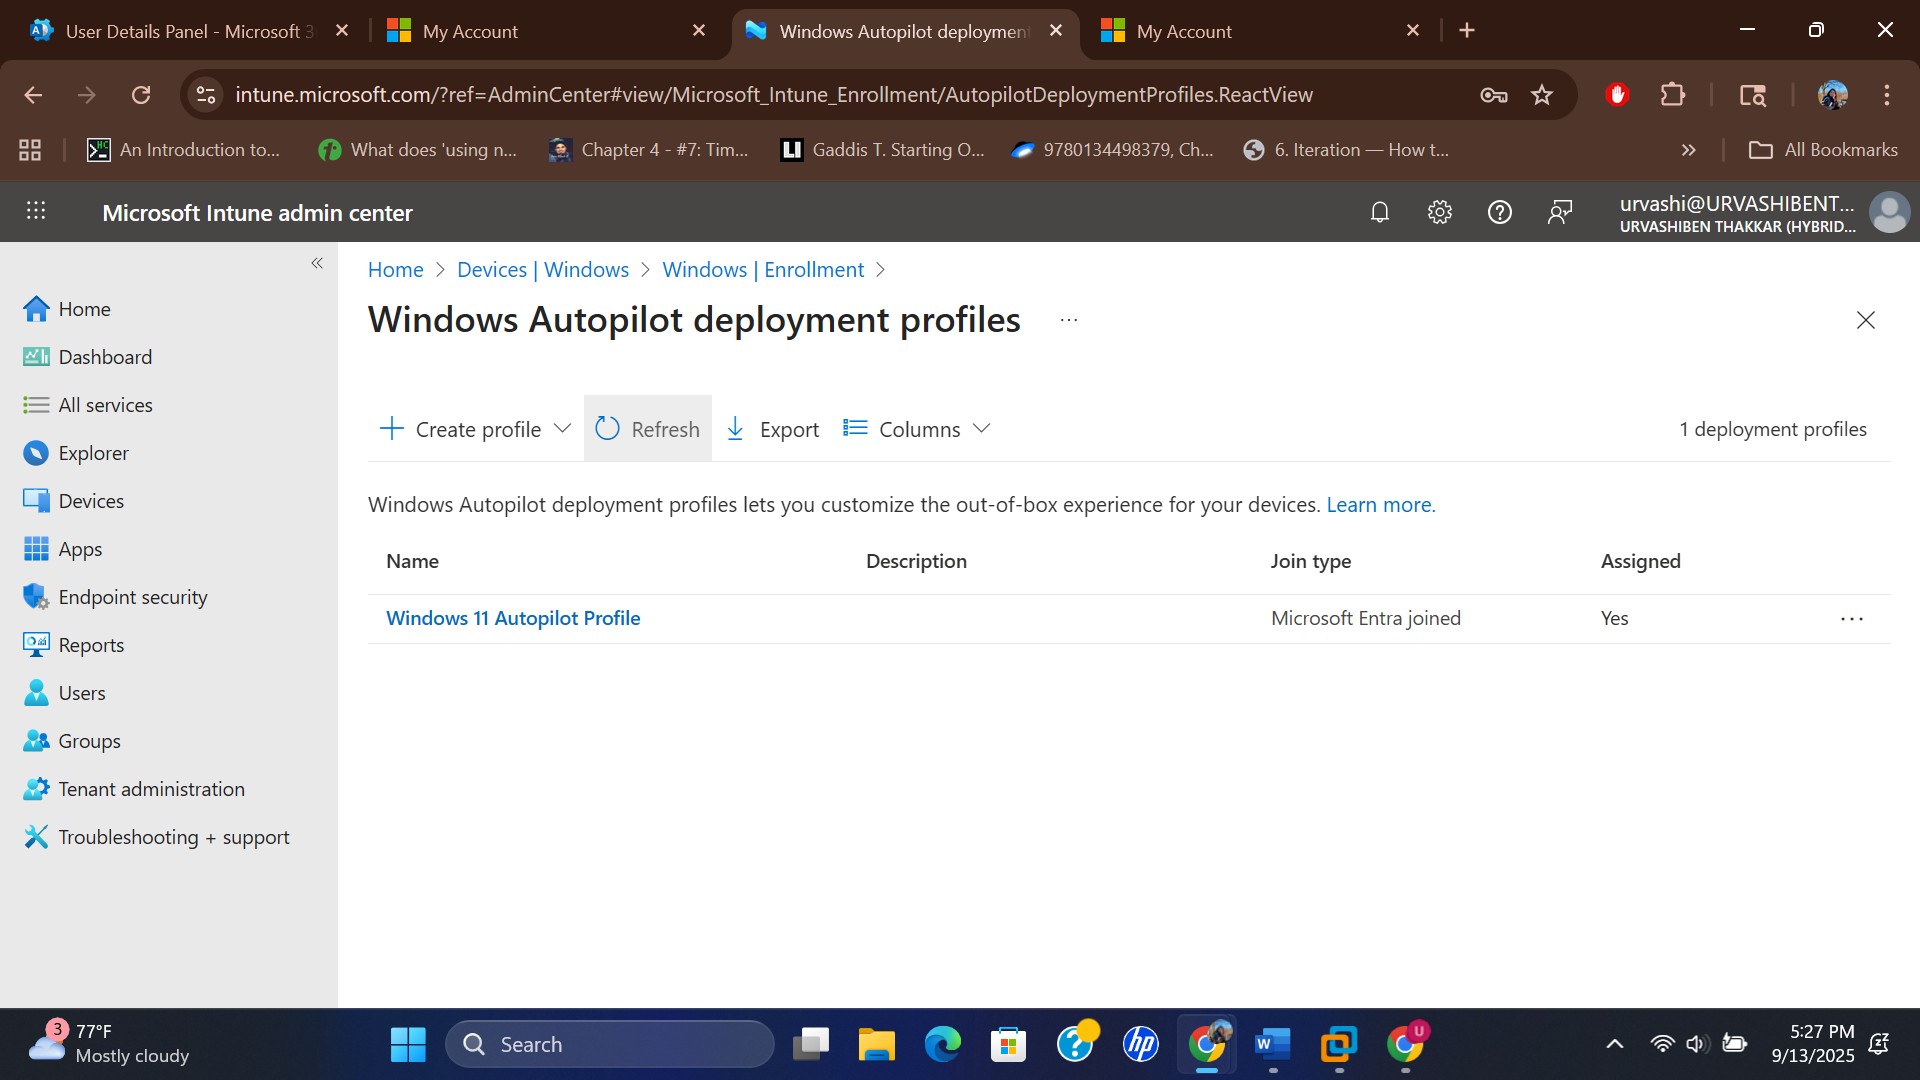 User Details Panel - Microsoft 3
My Account
Windows Autopilot deploymen
My Account
intune.microsoft.com/?ref=AdminCenter#view/Microsoft_Intune_Enrollment/AutopilotDeploymentProfiles.ReactView
An Introduction to...
What does 'using n...
Chapter 4 - #7: Tim...
Gaddis T. Starting O...
9780134498379, Ch...
6. Iteration — How t...
All Bookmarks
Microsoft Intune admin center
urvashi@URVASHIBENT...
URVASHIBEN THAKKAR (HYBRID...
Home
Dashboard
All services
Explorer
Devices
Apps
Endpoint security
Reports
Users
Groups
Tenant administration
Troubleshooting + support
Home > Devices | Windows > Windows | Enrollment >
Windows Autopilot deployment profiles ...
Create profile
Refresh
Export
Columns
1 deployment profiles
Windows Autopilot deployment profiles lets you customize the out-of-box experience for your devices. Learn more.
Name Description Join type Assigned
Windows 11 Autopilot Profile Microsoft Entra joined Yes ...
3
77°F
Mostly cloudy
Search
hp
W
U
5:27 PM
9/13/2025